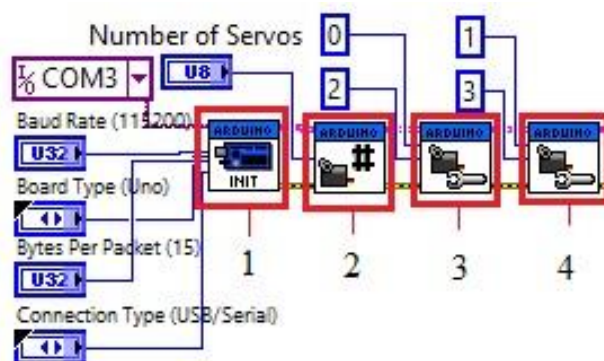 Number of Servos
0
1
I/O COM3
U8
2
3
Baud Rate (115200)
U32
Board Type (Uno)
Bytes Per Packet (15)
U32
Connection Type (USB/Serial)
ARDUINO
INIT
ARDUINO
#
ARDUINO
ARDUINO
1
2
3
4